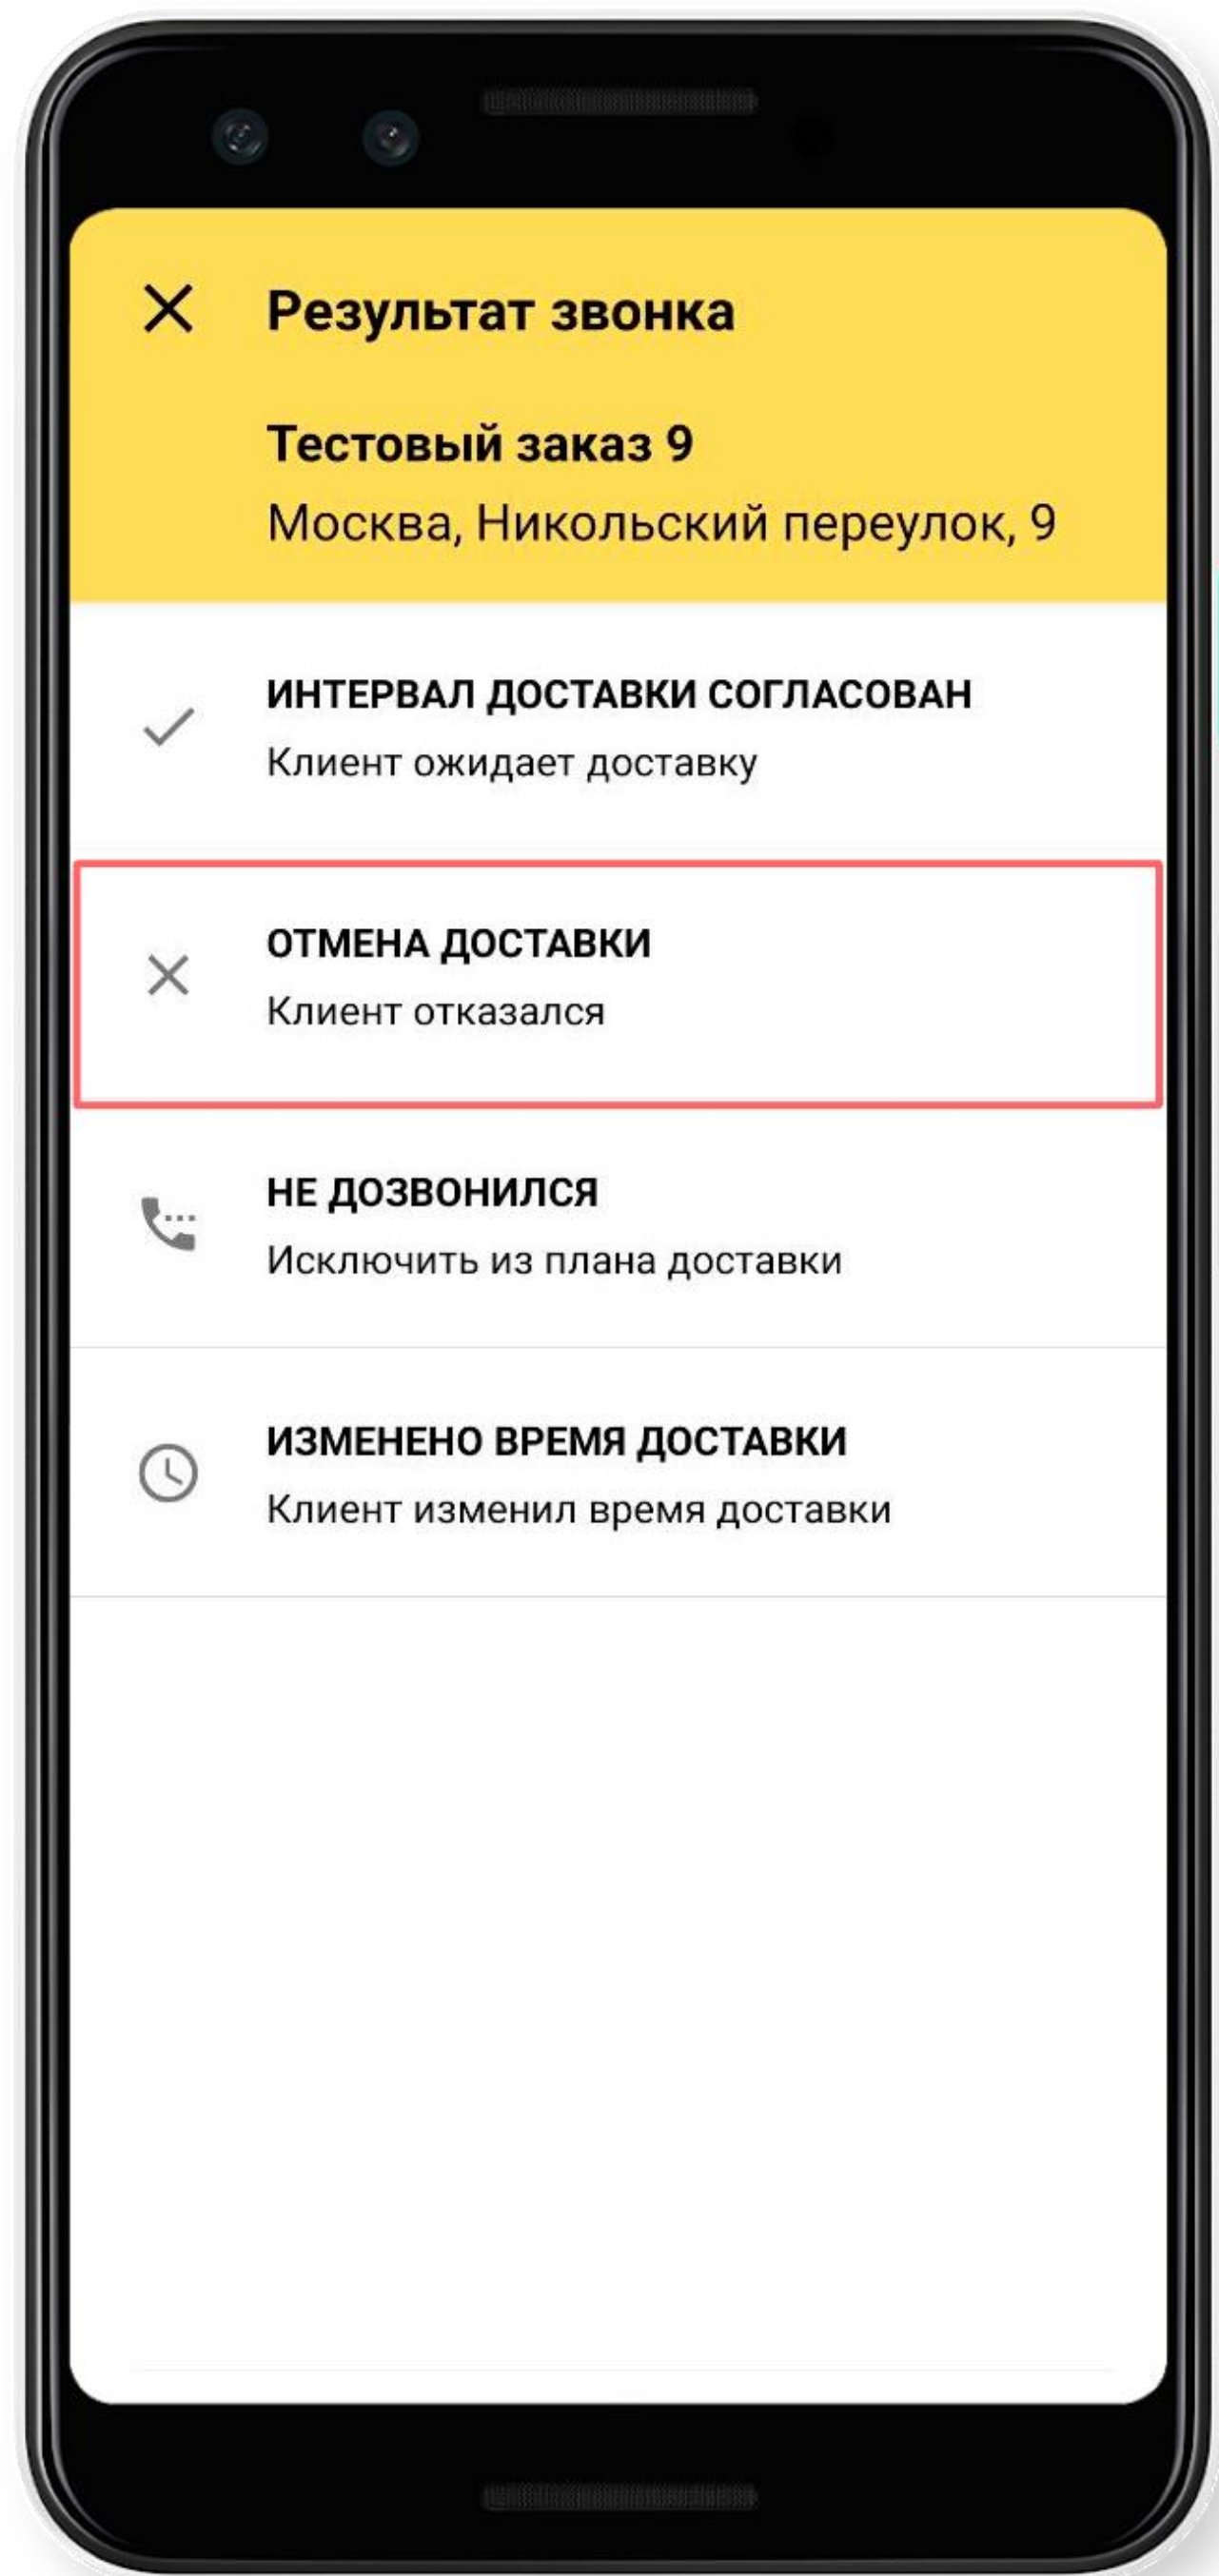 Результат звонка
Тестовый заказ 9
Москва, Никольский переулок, 9
ИНТЕРВАЛ ДОСТАВКИ СОГЛАСОВАН
Клиент ожидает доставку
ОТМЕНА ДОСТАВКИ
Клиент отказался
НЕ ДОЗВОНИЛСЯ
Исключить из плана доставки
ИЗМЕНЕНО ВРЕМЯ ДОСТАВКИ
Клиент изменил время доставки